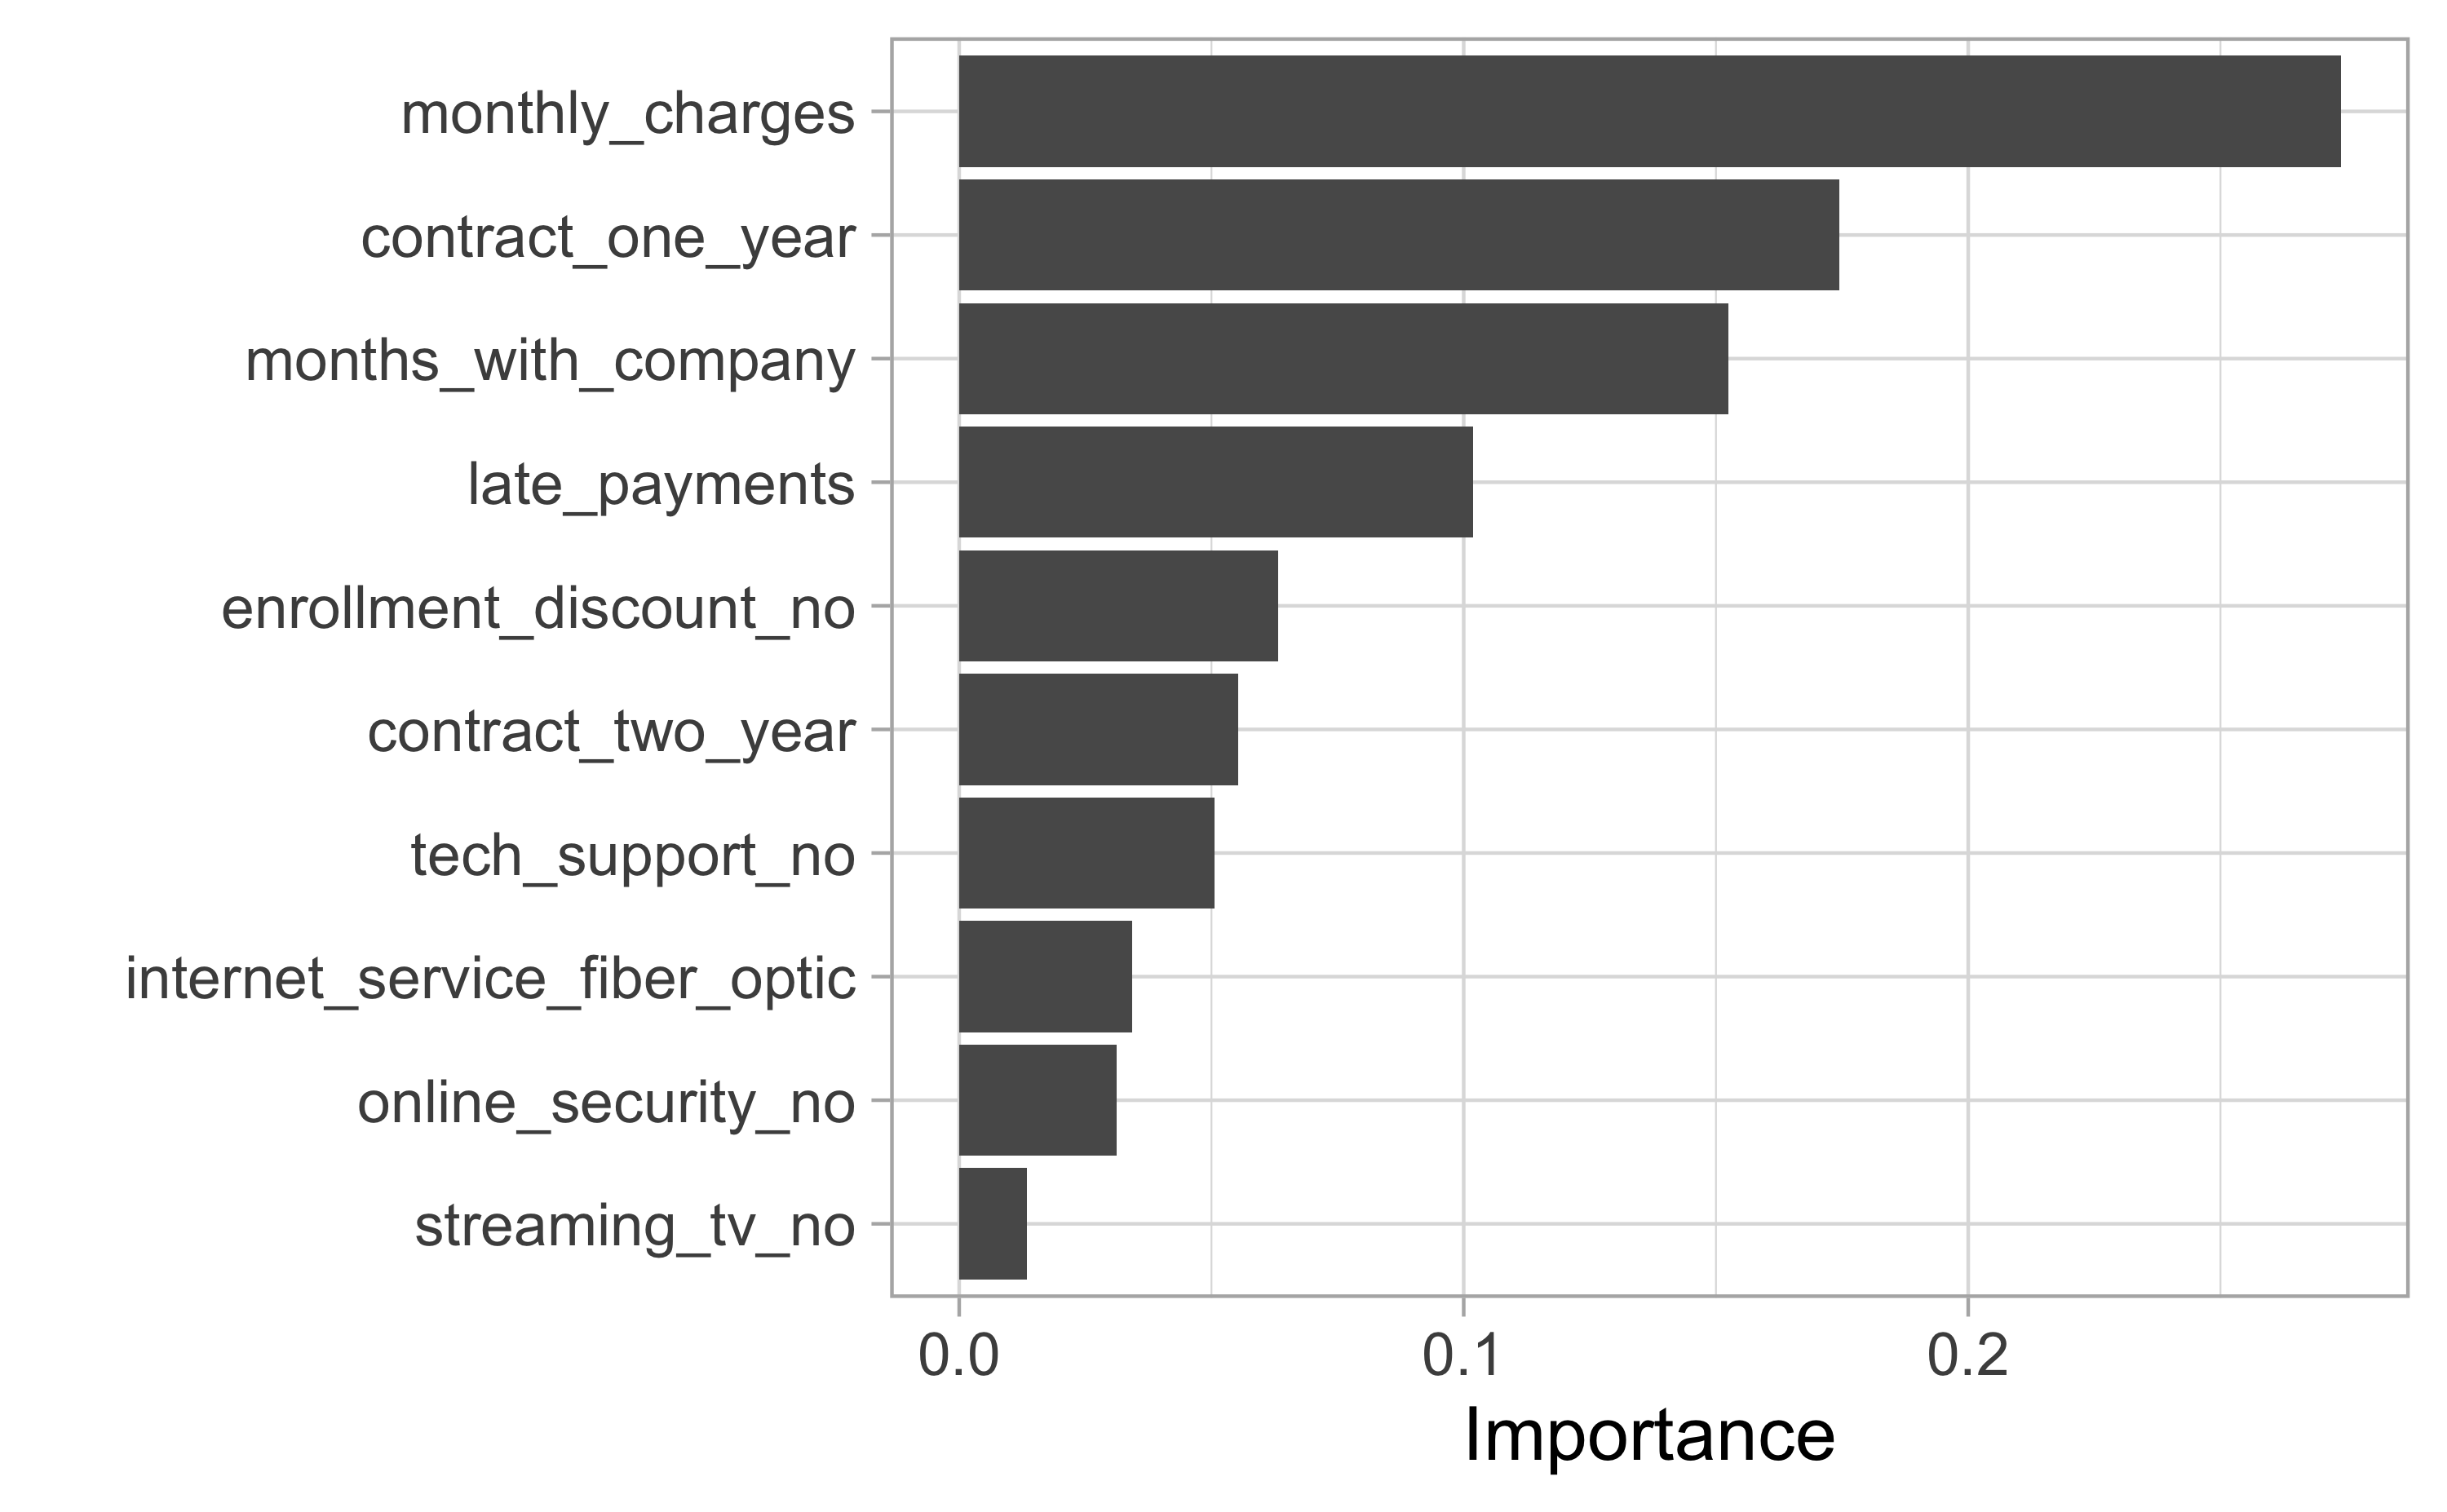 monthly_charges
contract_one_year
months_with_company
late_payments
enrollment_discount_no
contract_two_year
tech_support_no
internet_service_fiber_optic
online_security_no
streaming_tv_no
0.0 0.1 0.2
Importance